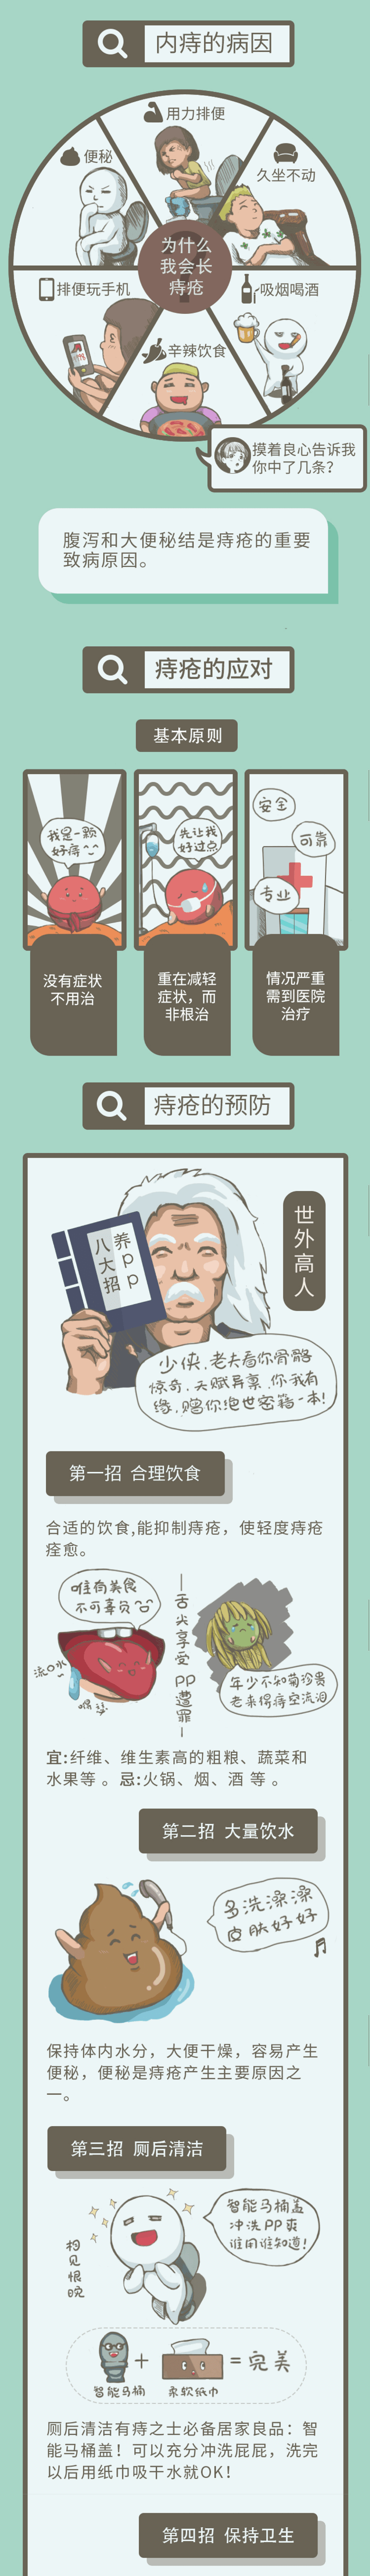 内痔的病因
用力排便
便秘
久坐不动
为什么
我会长
痔疮
排便玩手机
吸烟喝酒
辛辣饮食
摸着良心告诉我
你中了几条？
腹泻和大便秘结是痔疮的重要
致病原因。
痔疮的应对
基本原则
我是一颗
好痔
先让我
好过点
安全
可靠
专业
没有症状
不用治
重在减轻
症状，而
非根治
情况严重
需到医院
治疗
痔疮的预防
养pp
八大招
世外高人
少侠.老夫看你骨骼
惊奇.天赋异禀.你我有
缘.赠你绝世密籍一本!
第一招 合理饮食
合适的饮食,能抑制痔疮，使轻度痔疮
痊愈。
唯有美食
不可辜负
流口水
嘚瑟
舌尖享受PP遭罪
年少不知菊珍贵
老来得痔空流泪
宜:纤维、维生素高的粗粮、蔬菜和
水果等 。忌:火锅、烟、酒 等 。
第二招 大量饮水
多洗澡澡
皮肤好好
保持体内水分，大便干燥，容易产生
便秘，便秘是痔疮产生主要原因之
一。
第三招 厕后清洁
智能马桶盖
冲洗PP爽
谁用谁知道!
相见恨晚
+
=完美
智能马桶
柔软纸巾
厕后清洁有痔之士必备居家良品：智
能马桶盖！可以充分冲洗屁屁，洗完
以后用纸巾吸干水就OK！
第四招 保持卫生